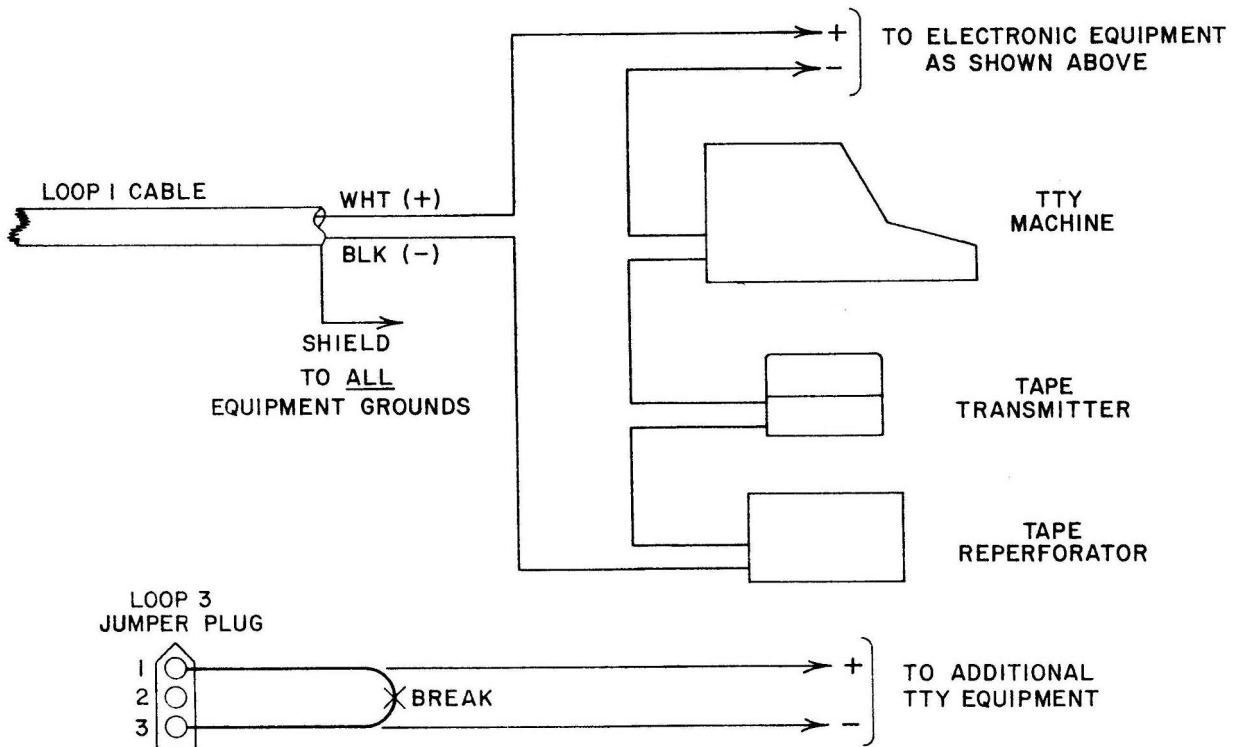 +
-
TO ELECTRONIC EQUIPMENT
AS SHOWN ABOVE
LOOP 1 CABLE
WHT (+)
BLK (-)
SHIELD
TO ALL
EQUIPMENT GROUNDS
TTY
MACHINE
TAPE
TRANSMITTER
TAPE
REPERFORATOR
LOOP 3
JUMPER PLUG
1
2
3
BREAK
+
-
TO ADDITIONAL
TTY EQUIPMENT